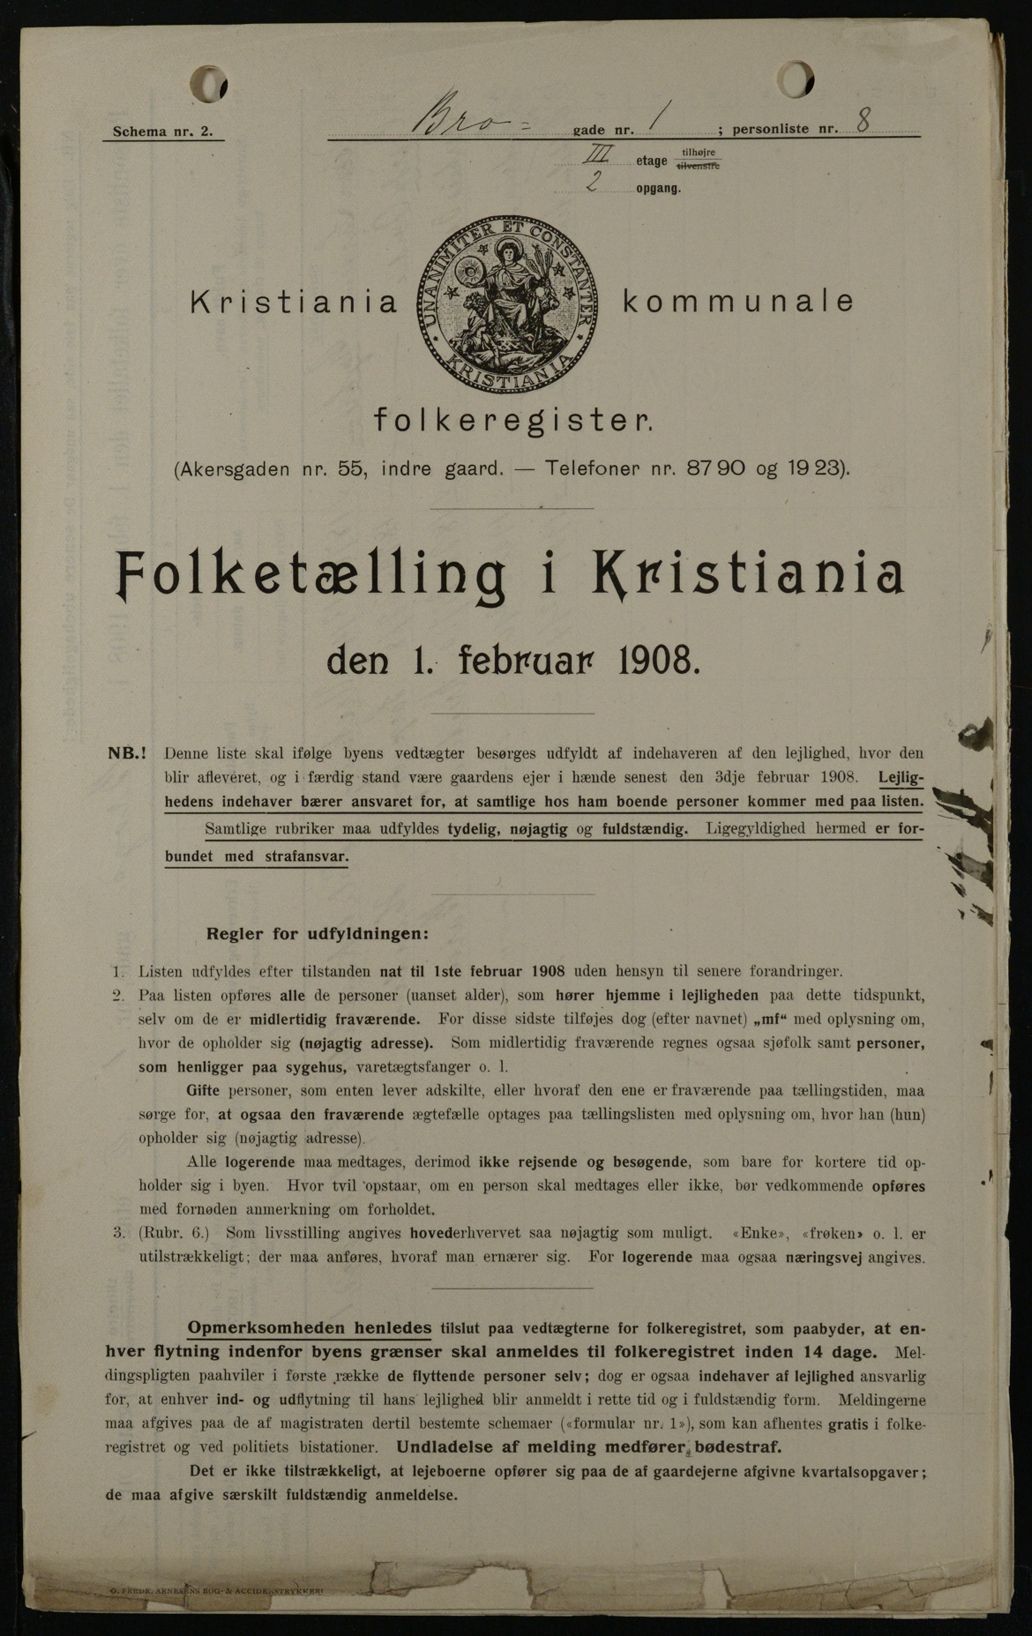 Schema nr. 2.
Bro= gade nr. 1 ; personliste nr. 8
III etage tilhøjre
tilvenstre
2 opgang.
UNANIMITER ET CONSTANTER
KRISTIANIA
Kristiania kommunale
folkeregister.
(Akersgaden nr. 55, indre gaard. — Telefoner nr. 87 90 og 19 23).
Folketælling i Kristiania
den 1. februar 1908.
NB.! Denne liste skal ifølge byens vedtægter besørges udfyldt af indehaveren af den lejlighed, hvor den
blir afleveret, og i færdig stand være gaardens ejer i hænde senest den 3dje februar 1908. Lejlig-
hedens indehaver bærer ansvaret for, at samtlige hos ham boende personer kommer med paa listen.
Samtlige rubriker maa udfyldes tydelig, nøjagtig og fuldstændig. Ligegyldighed hermed er for-
bundet med strafansvar.
Regler for udfyldningen:
1. Listen udfyldes efter tilstanden nat til 1ste februar 1908 uden hensyn til senere forandringer.
2. Paa listen opføres alle de personer (uanset alder), som hører hjemme i lejligheden paa dette tidspunkt,
selv om de er midlertidig fraværende. For disse sidste tilføjes dog (efter navnet) „mf“ med oplysning om,
hvor de opholder sig (nøjagtig adresse). Som midlertidig fraværende regnes ogsaa sjøfolk samt personer,
som henligger paa sygehus, varetægtsfanger o. l.
Gifte personer, som enten lever adskilte, eller hvoraf den ene er fraværende paa tællingstiden, maa
sørge for, at ogsaa den fraværende ægtefælle optages paa tællingslisten med oplysning om, hvor han (hun)
opholder sig (nøjagtig adresse).
Alle logerende maa medtages, derimod ikke rejsende og besøgende, som bare for kortere tid op-
holder sig i byen. Hvor tvil opstaar, om en person skal medtages eller ikke, bør vedkommende opføres
med fornøden anmerkning om forholdet.
3. (Rubr. 6.) Som livsstilling angives hovederhvervet saa nøjagtig som muligt. «Enke», «frøken» o. l. er
utilstrækkeligt; der maa anføres, hvoraf man ernærer sig. For logerende maa ogsaa næringsvej angives.
Opmerksomheden henledes tilslut paa vedtægterne for folkeregistret, som paabyder, at en-
hver flytning indenfor byens grænser skal anmeldes til folkeregistret inden 14 dage. Mel-
dingspligten paahviler i første række de flyttende personer selv; dog er ogsaa indehaver af lejlighed ansvarlig
for, at enhver ind- og udflytning til hans lejlighed blir anmeldt i rette tid og i fuldstændig form. Meldingerne
maa afgives paa de af magistraten dertil bestemte schemaer («formular nr. 1»), som kan afhentes gratis i folke-
registret og ved politiets bistationer. Undladelse af melding medfører bødestraf.
Det er ikke tilstrækkeligt, at lejeboerne opfører sig paa de af gaardejerne afgivne kvartalsopgaver;
de maa afgive særskilt fuldstændig anmeldelse.
O. FREDR. ARNESENS BOG- & ACCIDENSTRYKKERI